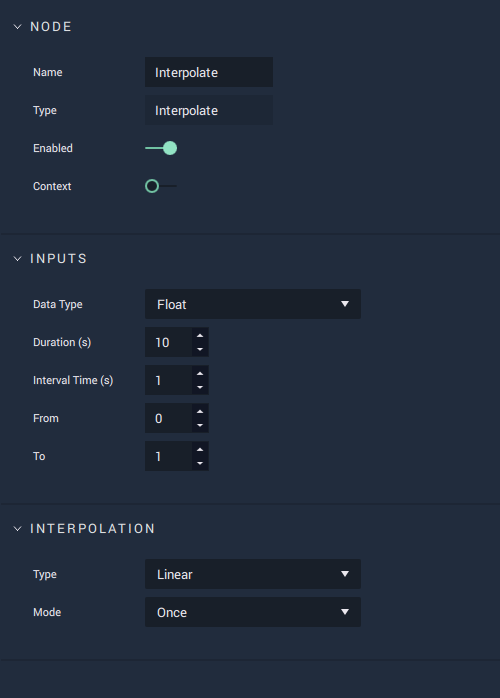 NODE
Name Interpolate
Type Interpolate
Enabled
Context
INPUTS
Data Type Float
Duration (s) 10
Interval Time (s) 1
From 0
To 1
INTERPOLATION
Type Linear
Mode Once